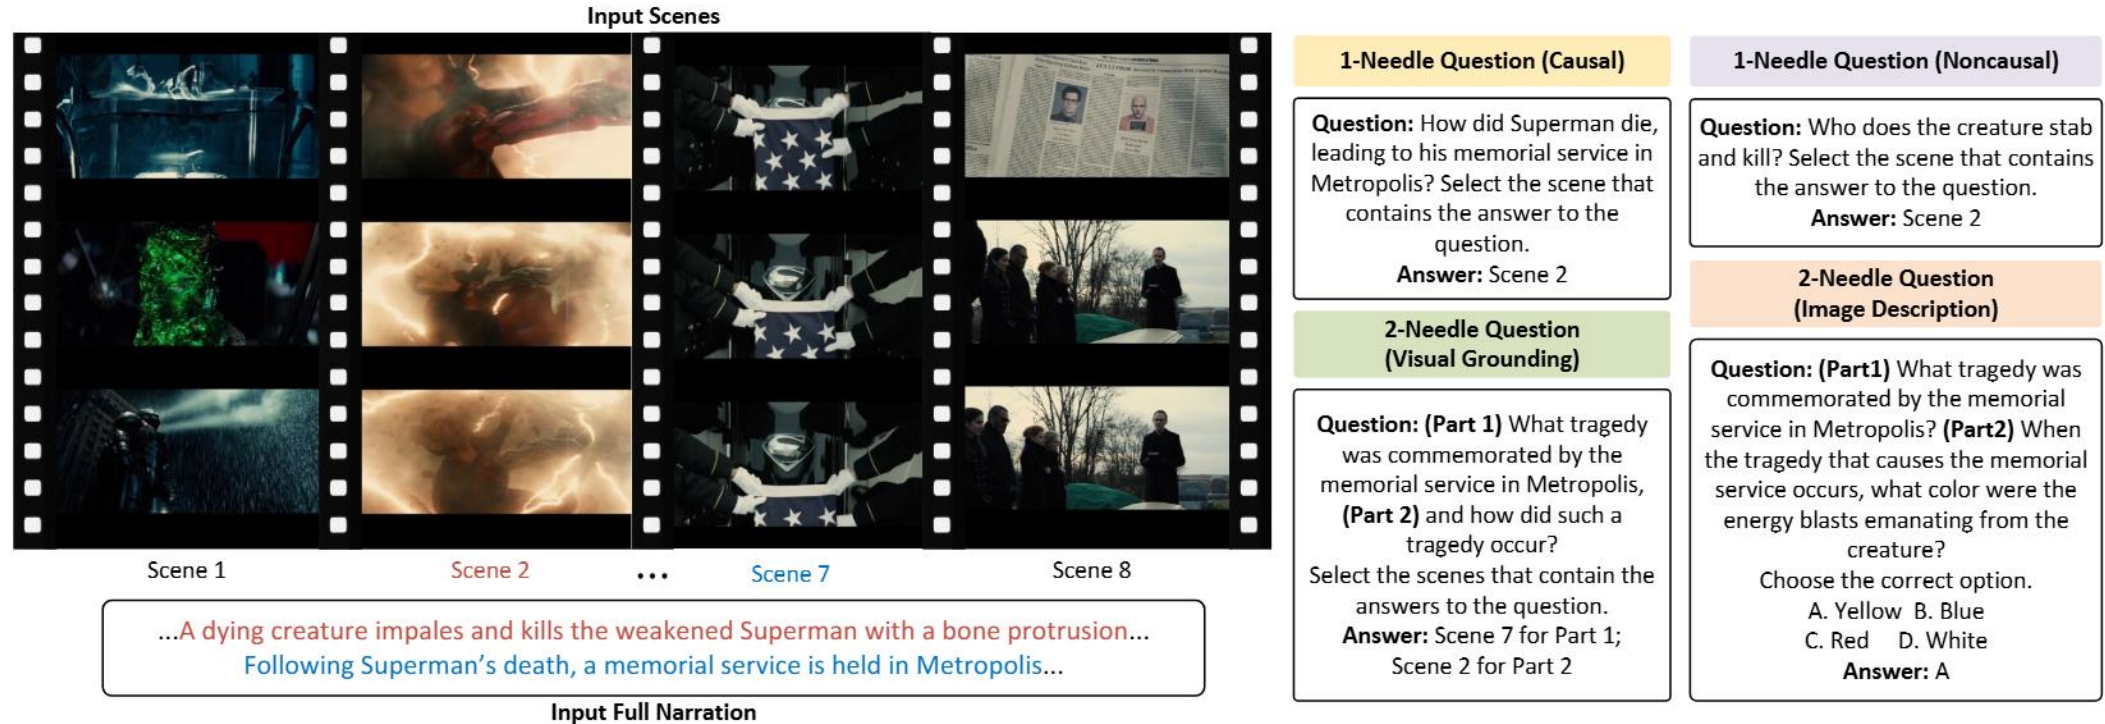 Input Scenes
Scene 1
Scene 2
...
Scene 7
Scene 8
...A dying creature impales and kills the weakened Superman with a bone protrusion...
Following Superman's death, a memorial service is held in Metropolis...
Input Full Narration
1-Needle Question (Causal)
Question: How did Superman die,
leading to his memorial service in
Metropolis? Select the scene that
contains the answer to the
question.
Answer: Scene 2
2-Needle Question
(Visual Grounding)
Question: (Part 1) What tragedy
was commemorated by the
memorial service in Metropolis,
(Part 2) and how did such a
tragedy occur?
Select the scenes that contain the
answers to the question.
Answer: Scene 7 for Part 1;
Scene 2 for Part 2
1-Needle Question (Noncausal)
Question: Who does the creature stab
and kill? Select the scene that contains
the answer to the question.
Answer: Scene 2
2-Needle Question
(Image Description)
Question: (Part1) What tragedy was
commemorated by the memorial
service in Metropolis? (Part2) When
the tragedy that causes the memorial
service occurs, what color were the
energy blasts emanating from the
creature?
Choose the correct option.
A. Yellow B. Blue
C. Red D. White
Answer: A